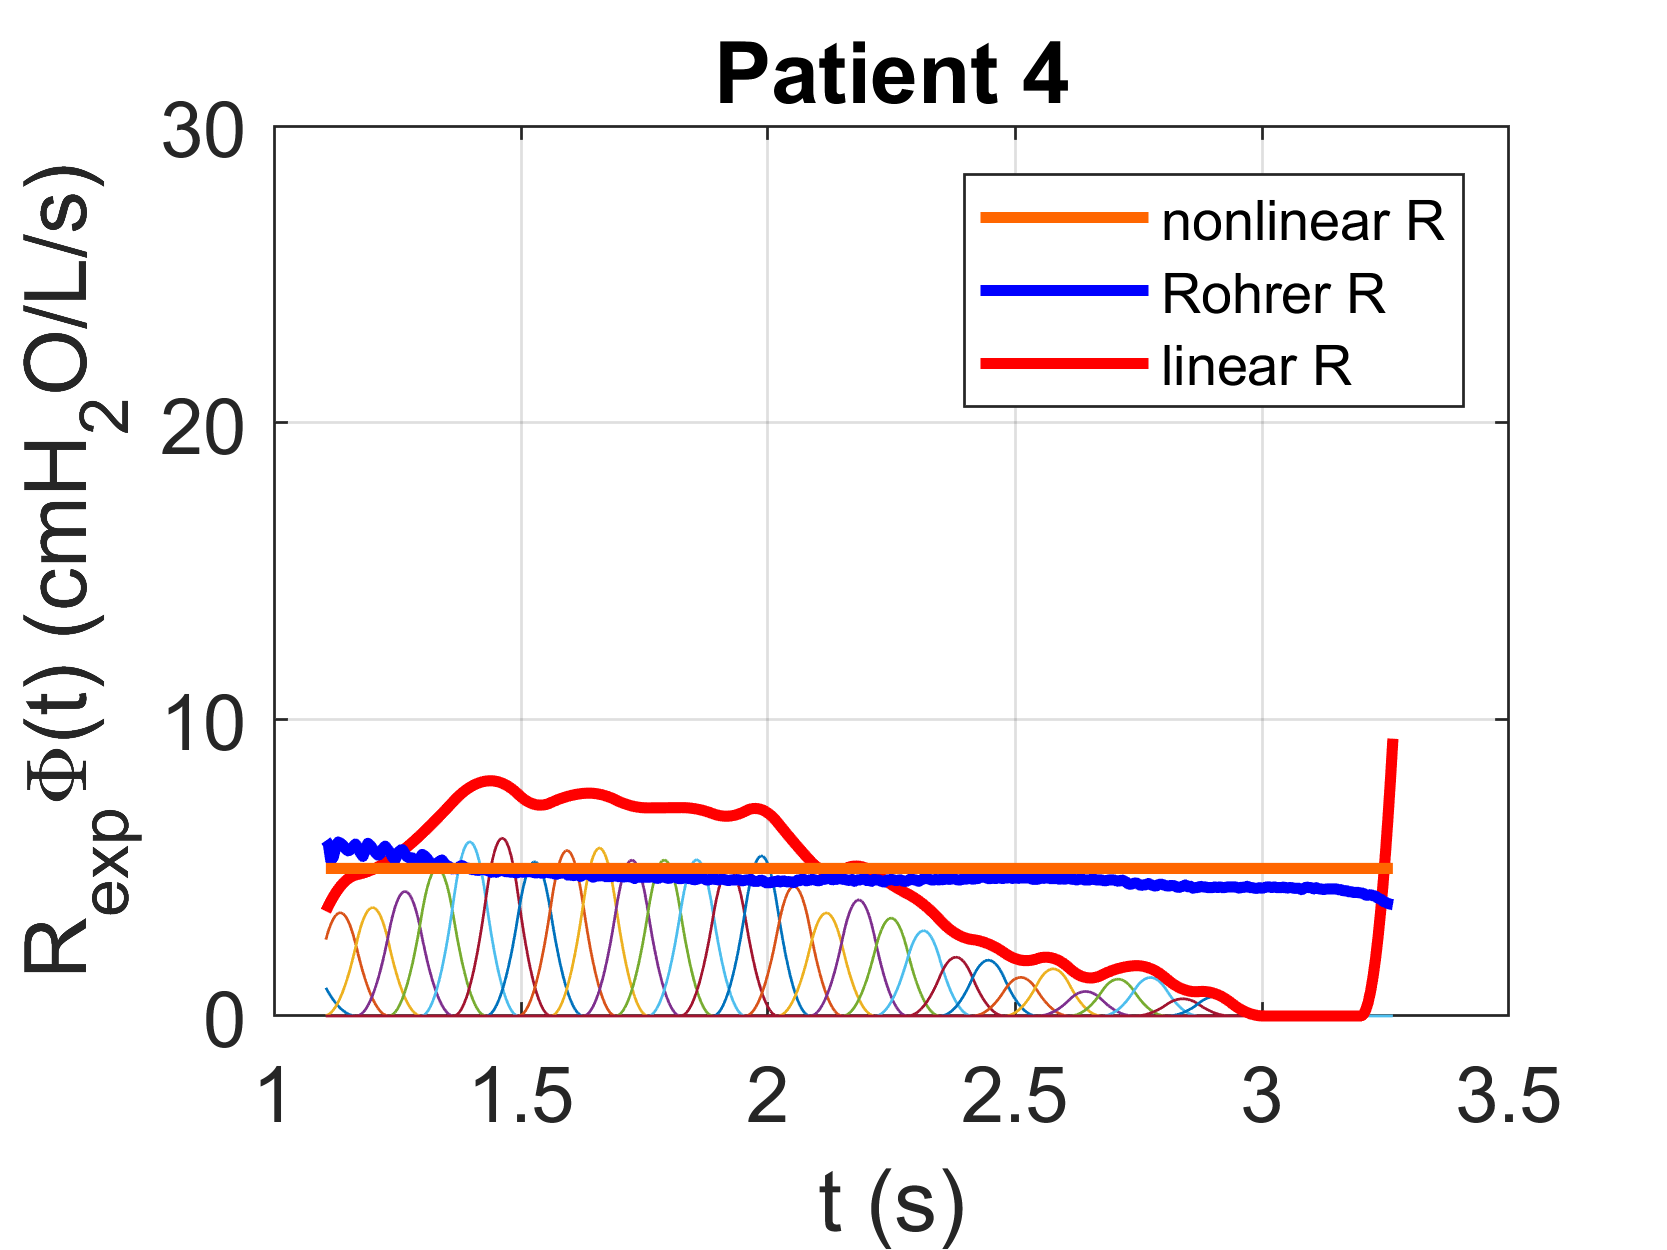 Patient 4
30
20
10
0
R_exp Φ(t) (cmH_2O/L/s)
nonlinear R
Rohrer R
linear R
1 1.5 2 2.5 3 3.5
t (s)